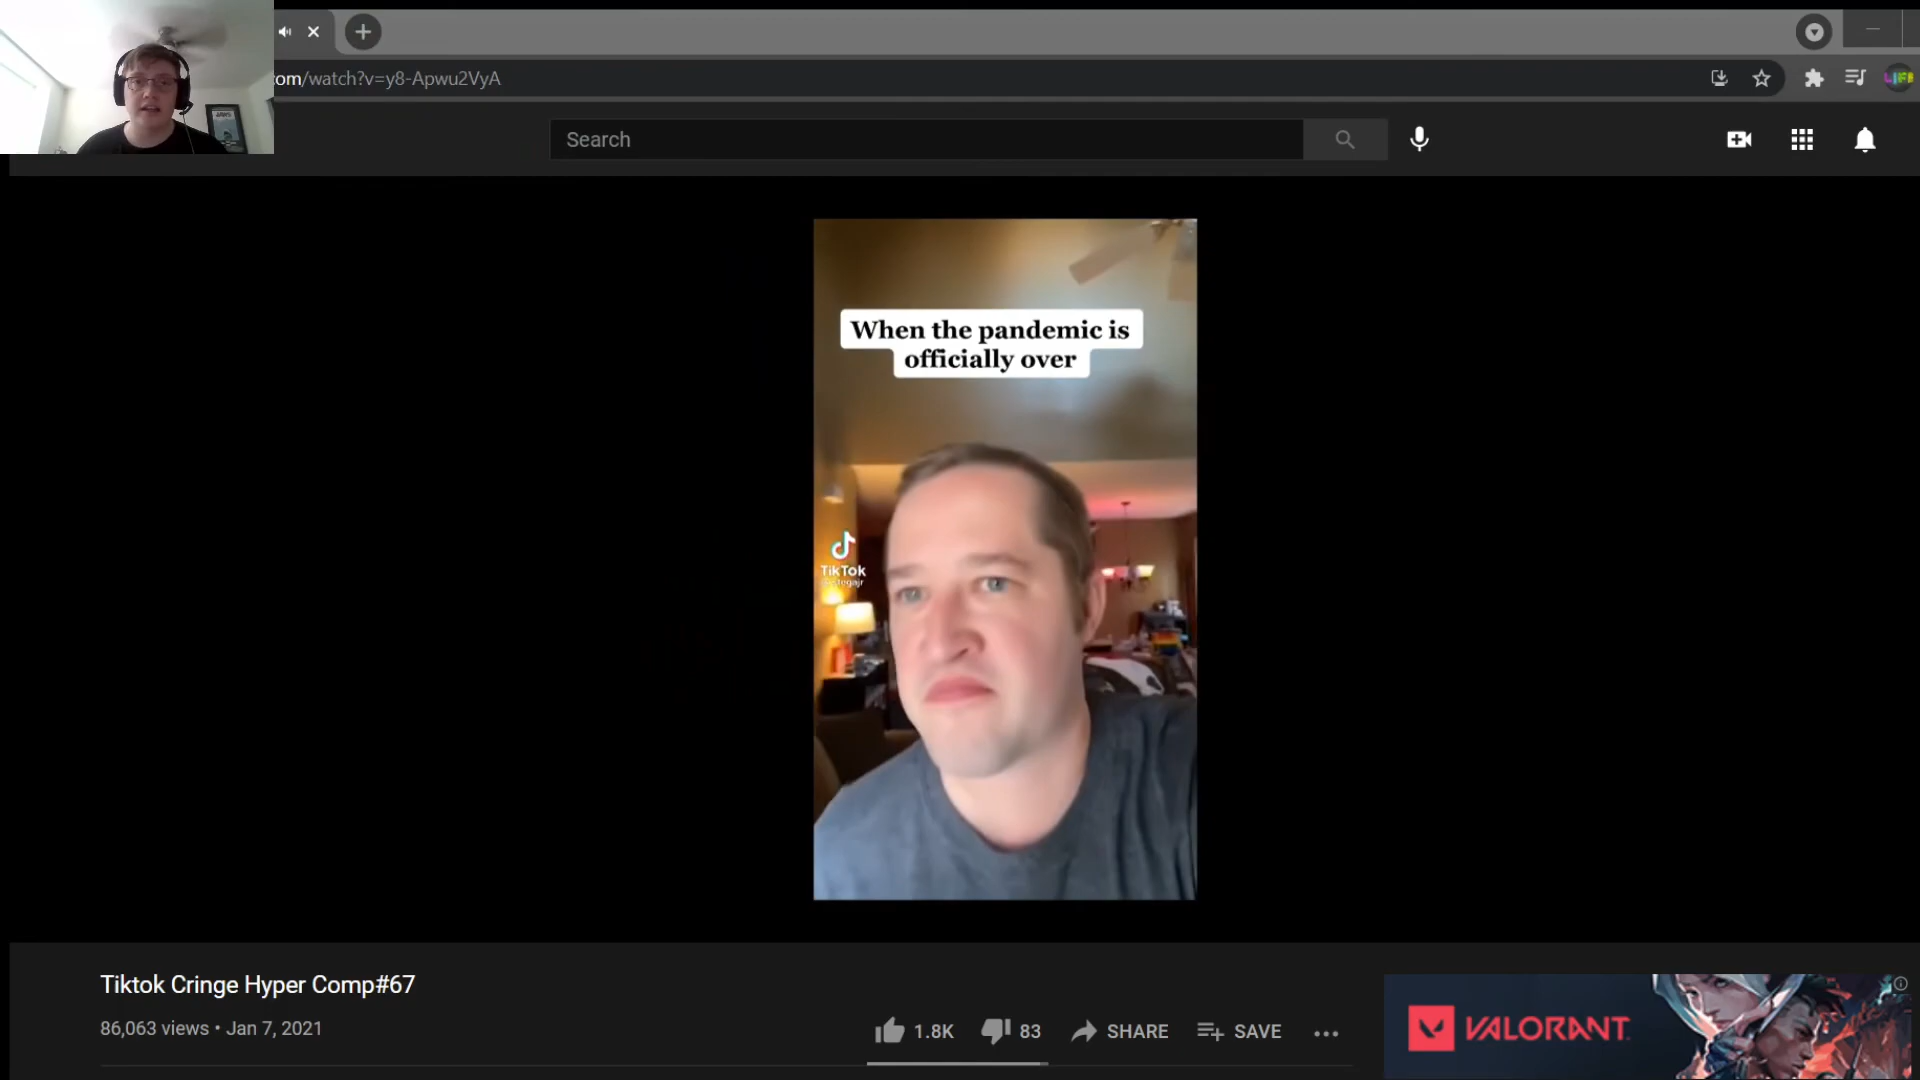 om/watch?v=y8-Apwu2VyA
Search
When the pandemic is
officially over
TikTok
Tiktok Cringe Hyper Comp#67
86,063 views • Jan 7, 2021
1.8K
83
SHARE
SAVE
VALORANT